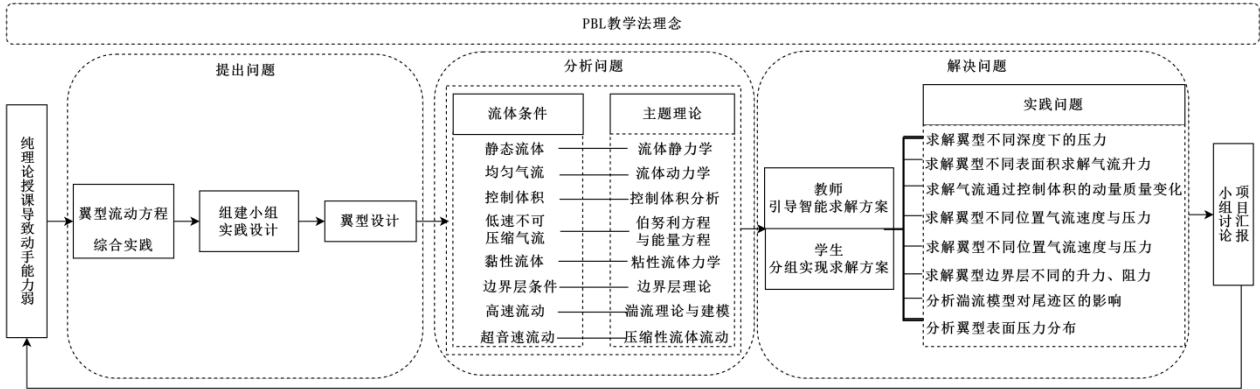 PBL教学法理念
提出问题
分析问题
解决问题
纯理论授课导致动手能力弱
翼型流动方程
综合实践
组建小组
实践设计
翼型设计
流体条件
主题理论
静态流体
流体静力学
均匀气流
流体动力学
控制体积
控制体积分析
低速不可
压缩气流
伯努利方程
与能量方程
黏性流体
粘性流体力学
边界层条件
边界层理论
高速流动
湍流理论与建模
超音速流动
压缩性流体流动
教师
引导智能求解方案
学生
分组实现求解方案
实践问题
求解翼型不同深度下的压力
求解翼型不同表面积求解气流升力
求解气流通过控制体积的动量质量变化
求解翼型不同位置气流速度与压力
求解翼型不同位置气流速度与压力
求解翼型边界层不同的升力、阻力
分析湍流模型对尾迹区的影响
分析翼型表面压力分布
项目汇报
小组讨论